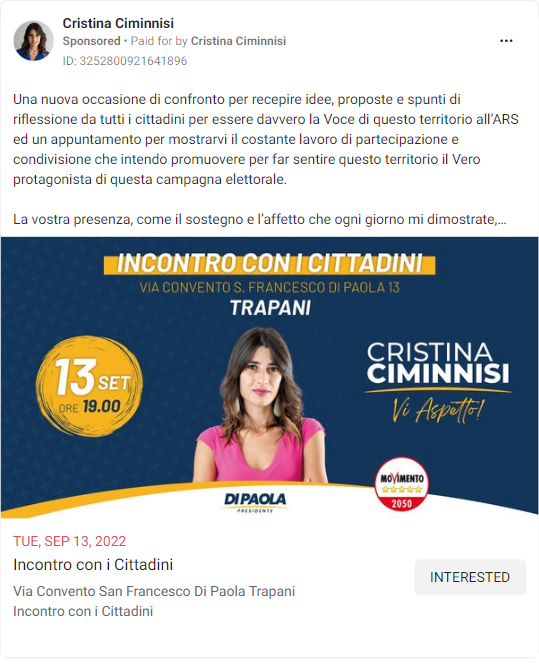 Cristina Ciminnisi
Sponsored • Paid for by Cristina Ciminnisi
ID: 3252800921641896
Una nuova occasione di confronto per recepire idee, proposte e spunti di
riflessione da tutti i cittadini per essere davvero la Voce di questo territorio all'ARS
ed un appuntamento per mostrarvi il costante lavoro di partecipazione e
condivisione che intendo promuovere per far sentire questo territorio il Vero
protagonista di questa campagna elettorale.
La vostra presenza, come il sostegno e l'affetto che ogni giorno mi dimostrate,...
INCONTRO CON I CITTADINI
VIA CONVENTO S. FRANCESCO DI PAOLA 13
TRAPANI
13 SET
ORE 19.00
CRISTINA
CIMINNISI
Vi Aspetto!
DI PAOLA
PRESIDENTE
MOVIMENTO
2050
TUE, SEP 13, 2022
Incontro con i Cittadini
INTERESTED
Via Convento San Francesco Di Paola Trapani
Incontro con i Cittadini